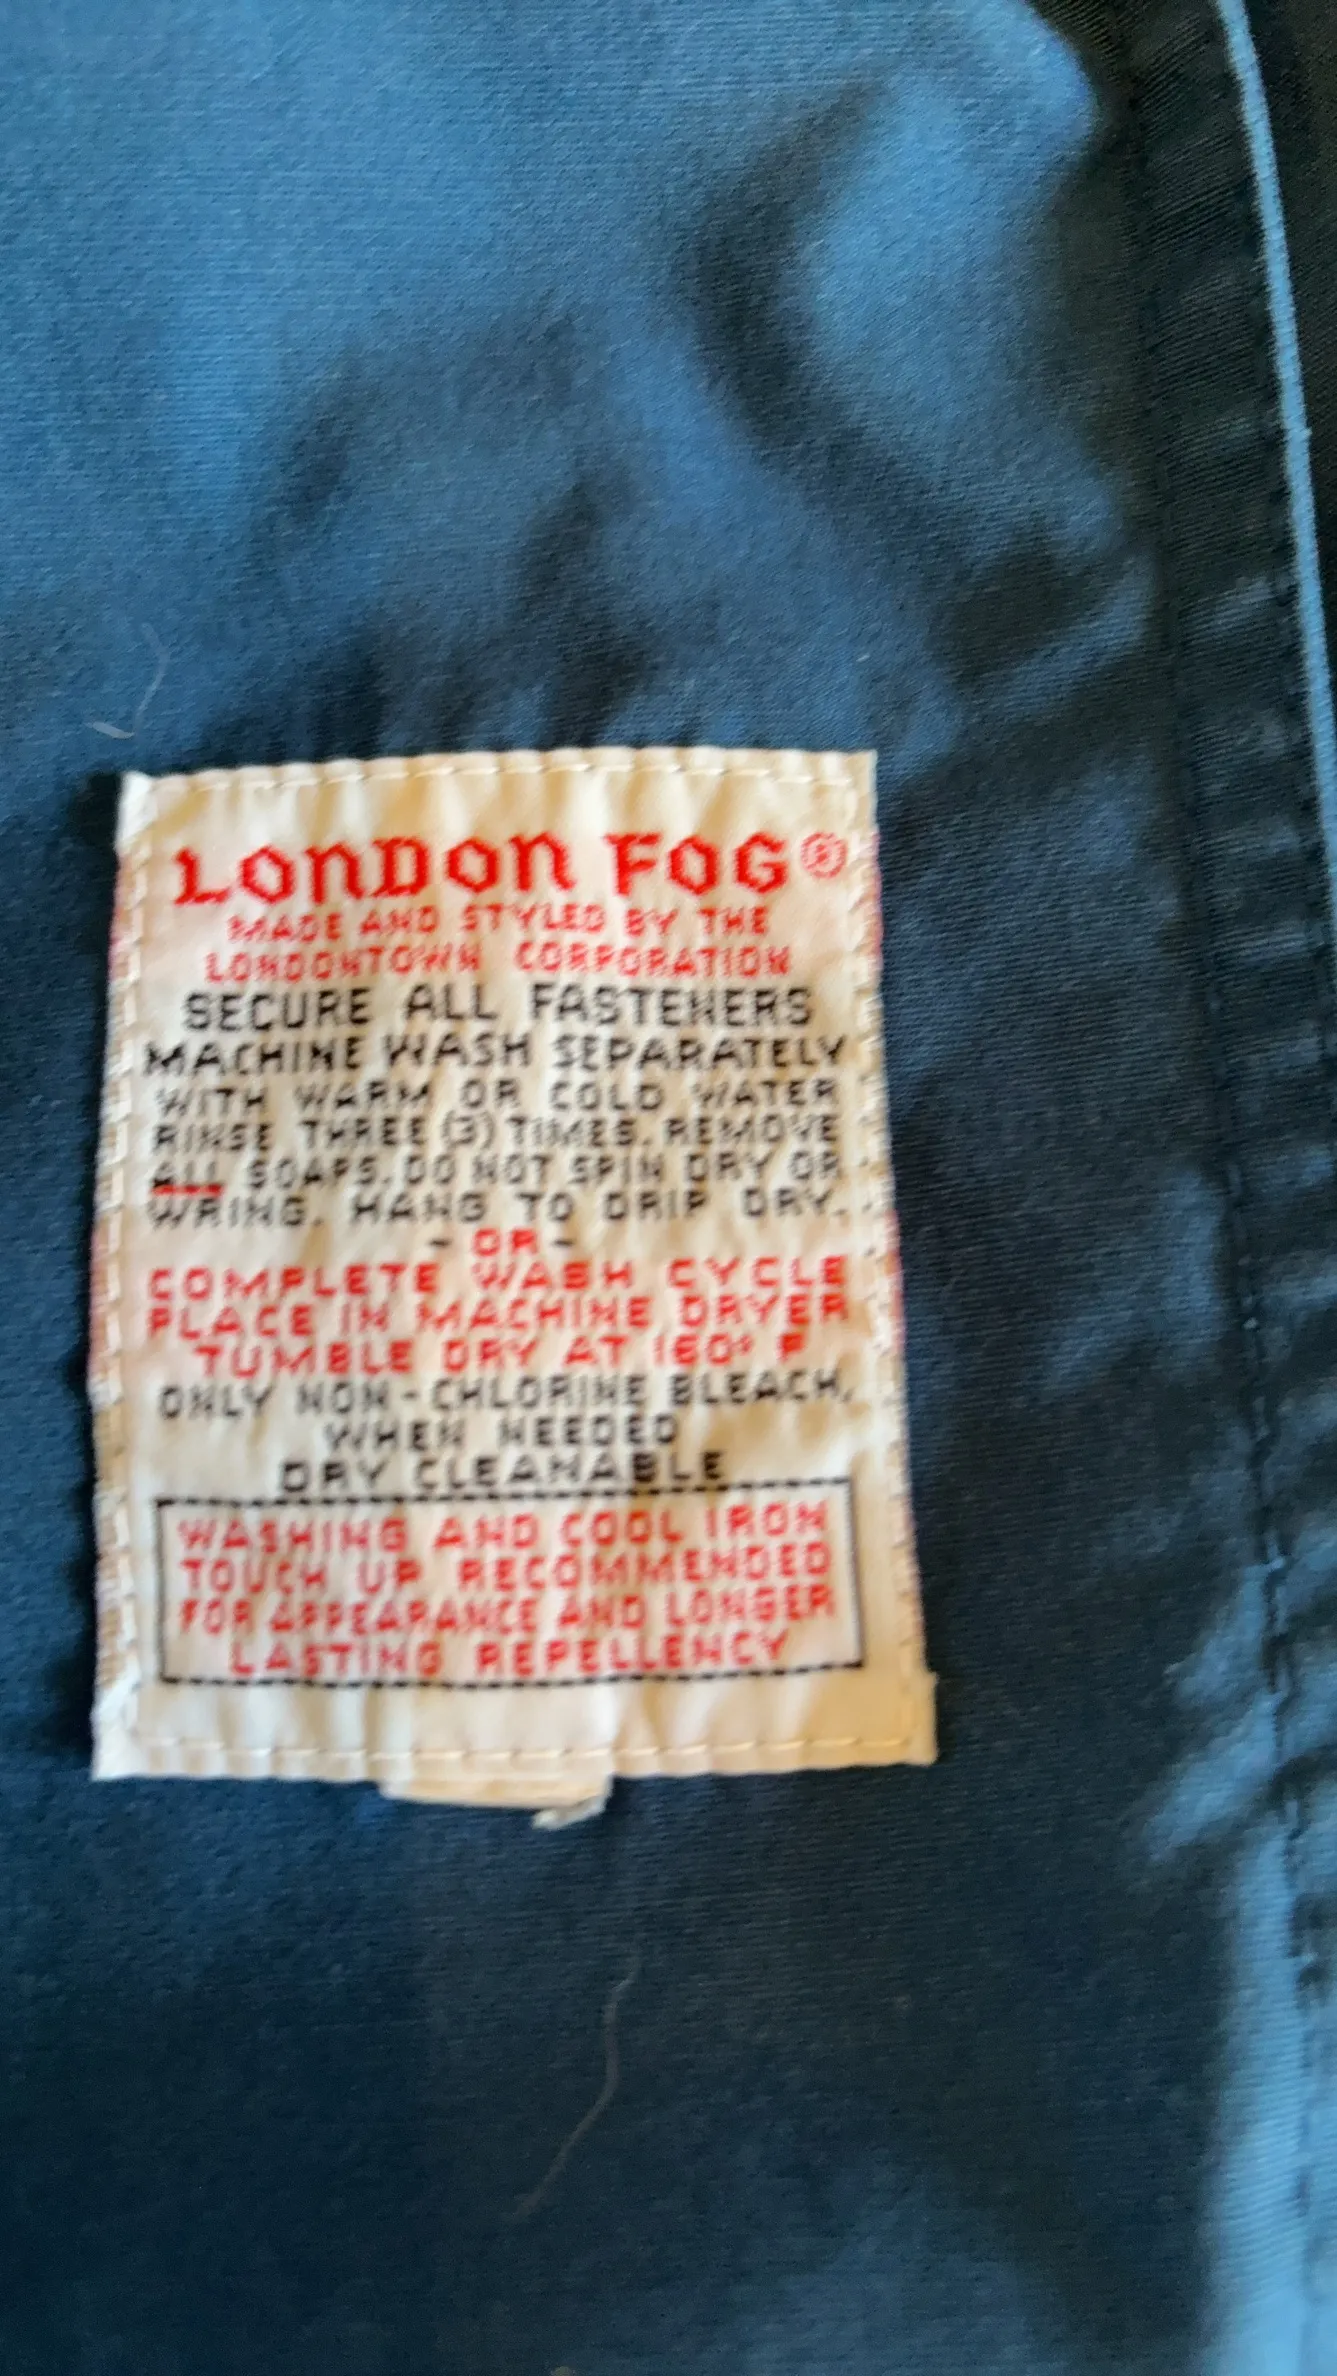 LONDON FOG®
MADE AND STYLED BY THE
LONDONTOWN CORPORATION
SECURE ALL FASTENERS
MACHINE WASH SEPARATELY
WITH WARM OR COLD WATER
RINSE THREE (3) TIMES. REMOVE
ALL SOAPS. DO NOT SPIN DRY OR
WRING. HANG TO DRIP DRY.
- OR -
COMPLETE WASH CYCLE
PLACE IN MACHINE DRYER
TUMBLE DRY AT 160° F
ONLY NON-CHLORINE BLEACH,
WHEN NEEDED
DRY CLEANABLE
WASHING AND COOL IRON
TOUCH UP RECOMMENDED
FOR APPEARANCE AND LONGER
LASTING REPELLENCY